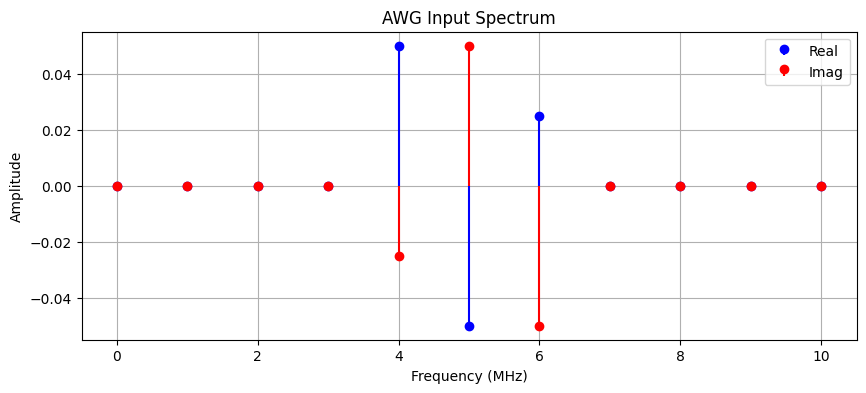 AWG Input Spectrum
Real
Imag
Amplitude
0.04
0.02
0.00
−0.02
−0.04
0 2 4 6 8 10
Frequency (MHz)